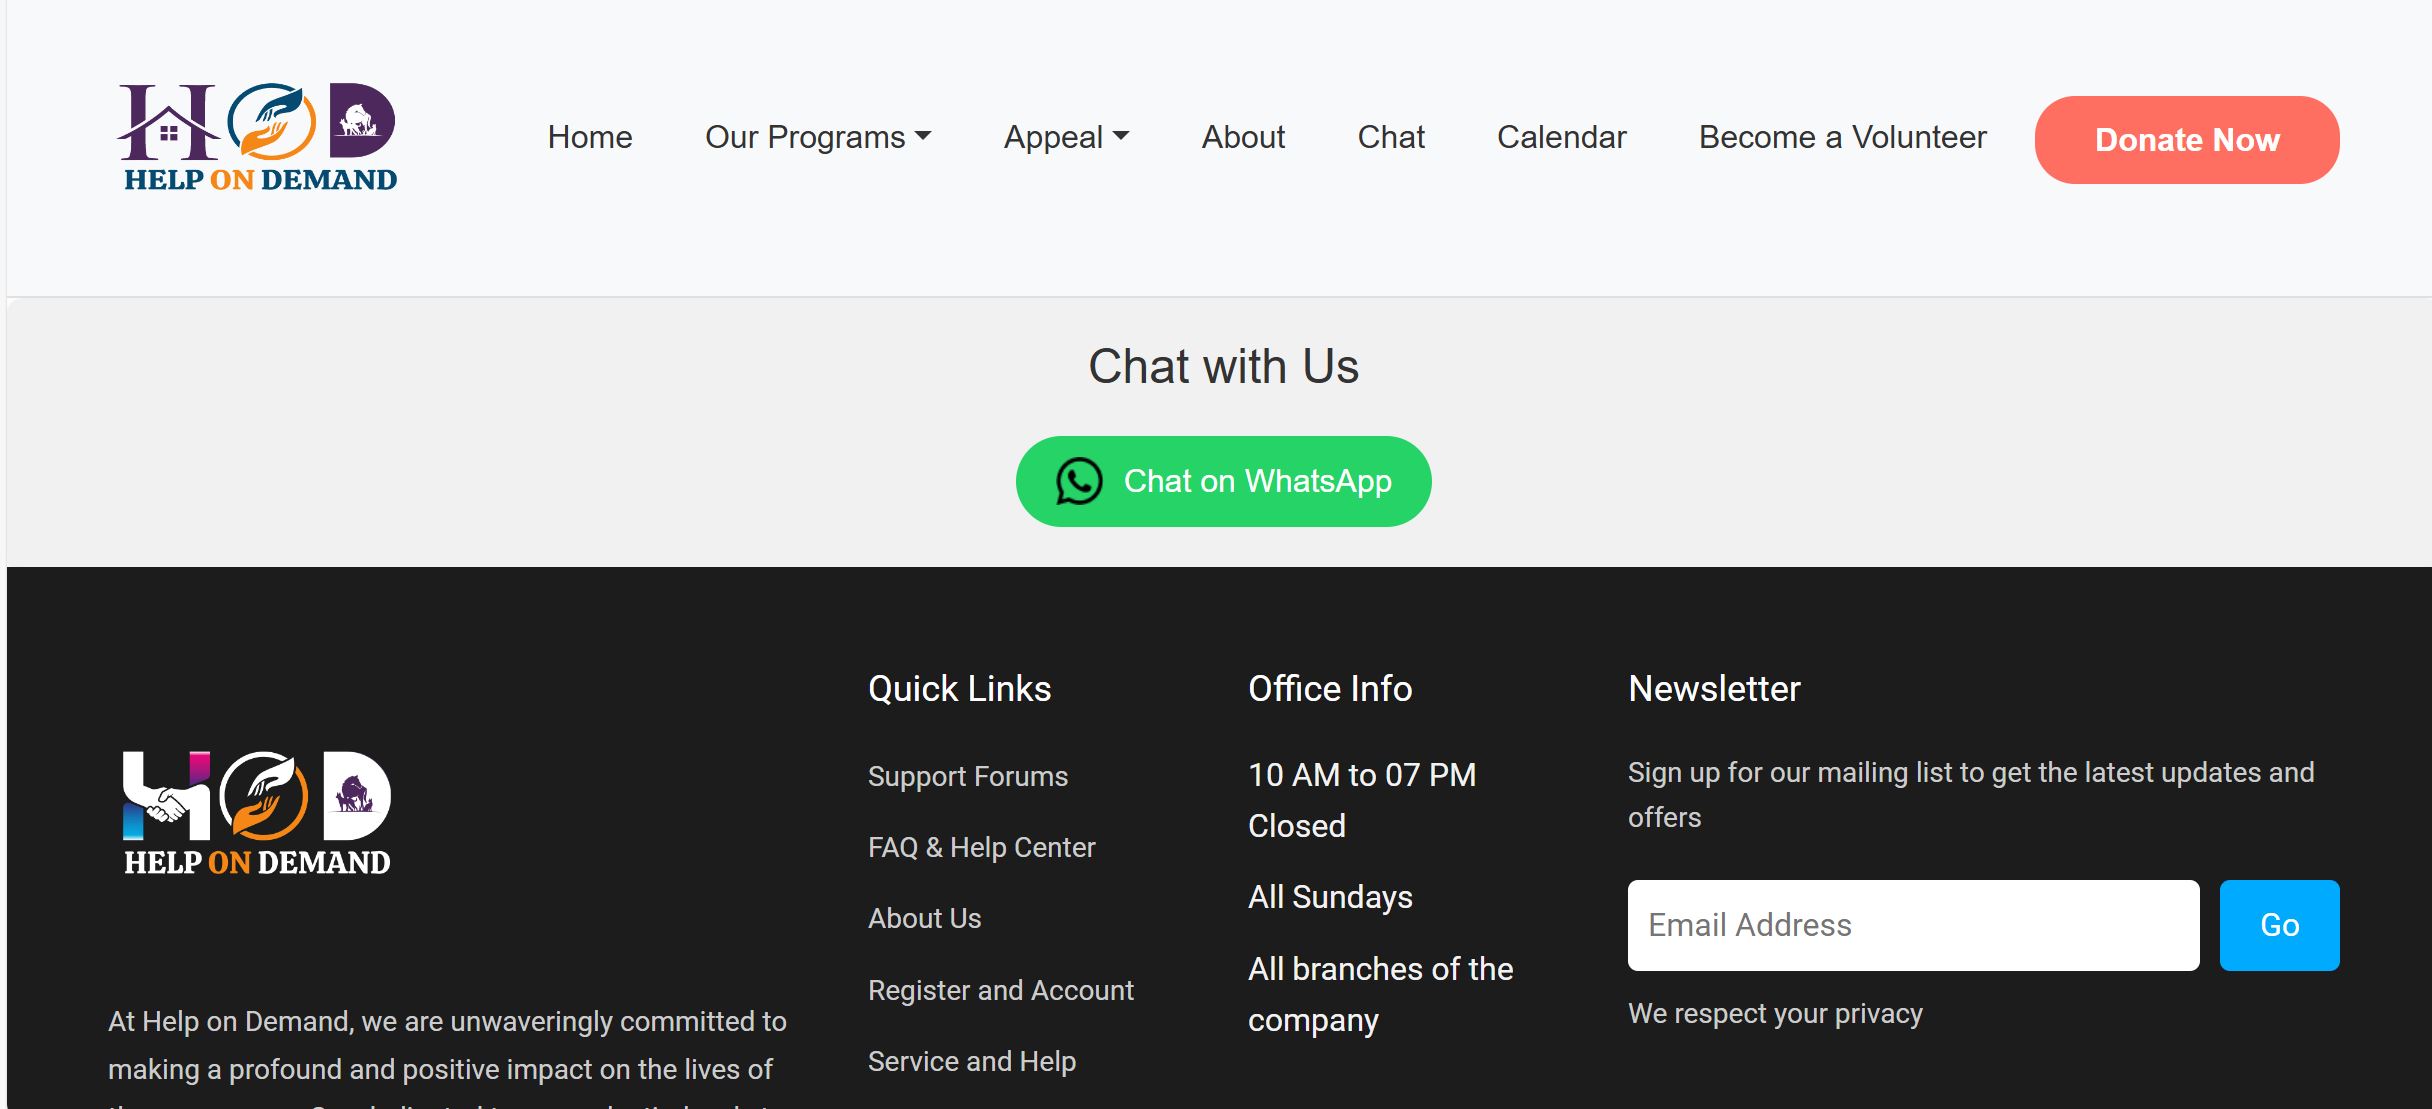 HOD
HELP ON DEMAND
Home
Our Programs
Appeal
About
Chat
Calendar
Become a Volunteer
Donate Now
Chat with Us
Chat on WhatsApp
HOD
HELP ON DEMAND
At Help on Demand, we are unwaveringly committed to
making a profound and positive impact on the lives of
Quick Links
Support Forums
FAQ & Help Center
About Us
Register and Account
Service and Help
Office Info
10 AM to 07 PM
Closed
All Sundays
All branches of the
company
Newsletter
Sign up for our mailing list to get the latest updates and
offers
Email Address
Go
We respect your privacy